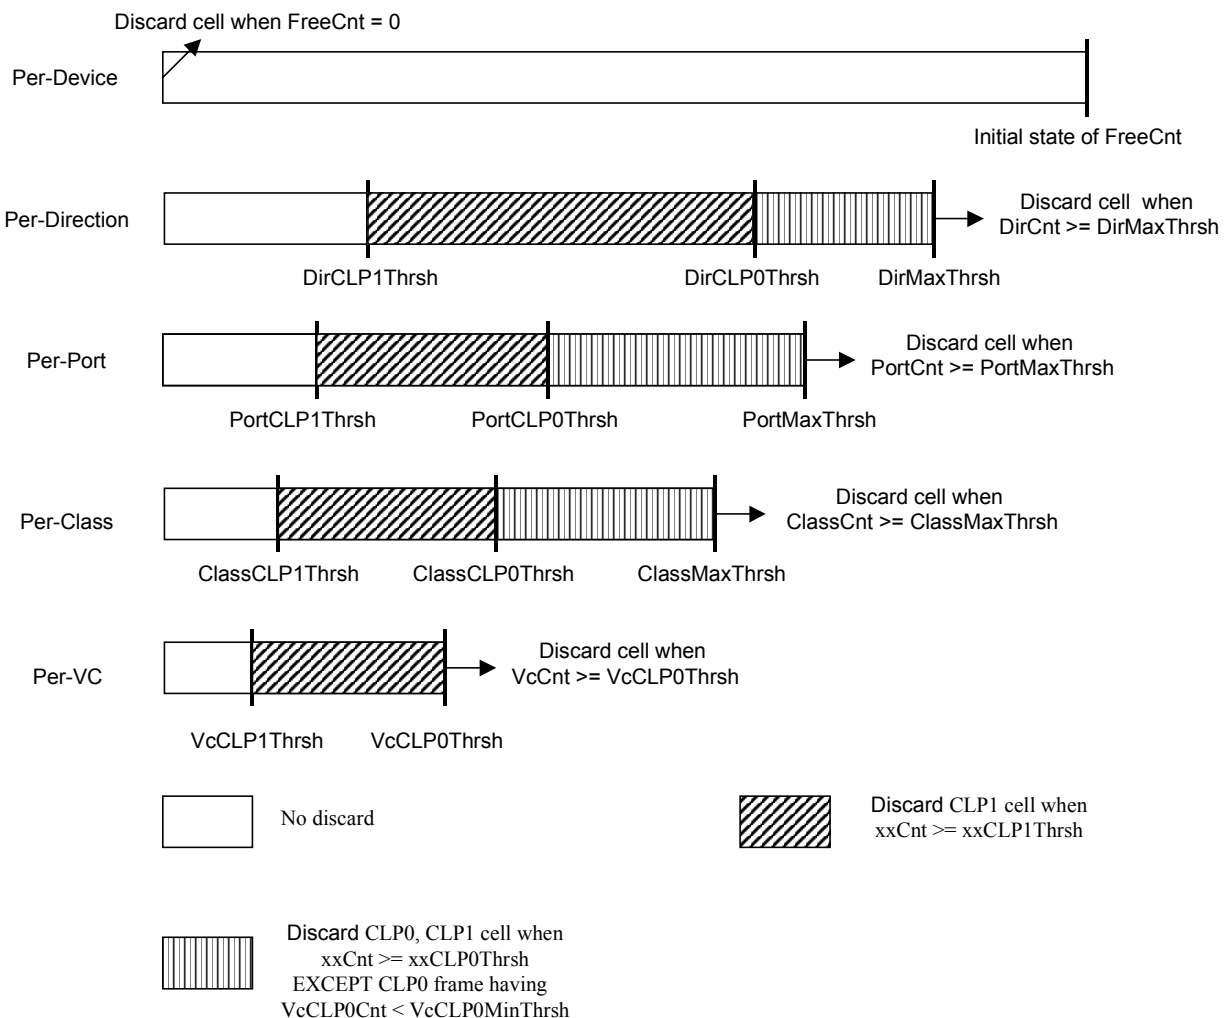 Discard cell when FreeCnt = 0
Per-Device
Initial state of FreeCnt
Per-Direction
Discard cell when
DirCnt >= DirMaxThrsh
DirCLP1Thrsh
DirCLP0Thrsh
DirMaxThrsh
Per-Port
Discard cell when
PortCnt >= PortMaxThrsh
PortCLP1Thrsh
PortCLP0Thrsh
PortMaxThrsh
Per-Class
Discard cell when
ClassCnt >= ClassMaxThrsh
ClassCLP1Thrsh
ClassCLP0Thrsh
ClassMaxThrsh
Per-VC
Discard cell when
VcCnt >= VcCLP0Thrsh
VcCLP1Thrsh
VcCLP0Thrsh
No discard
Discard CLP1 cell when
xxCnt >= xxCLP1Thrsh
Discard CLP0, CLP1 cell when
xxCnt >= xxCLP0Thrsh
EXCEPT CLP0 frame having
VcCLP0Cnt < VcCLP0MinThrsh